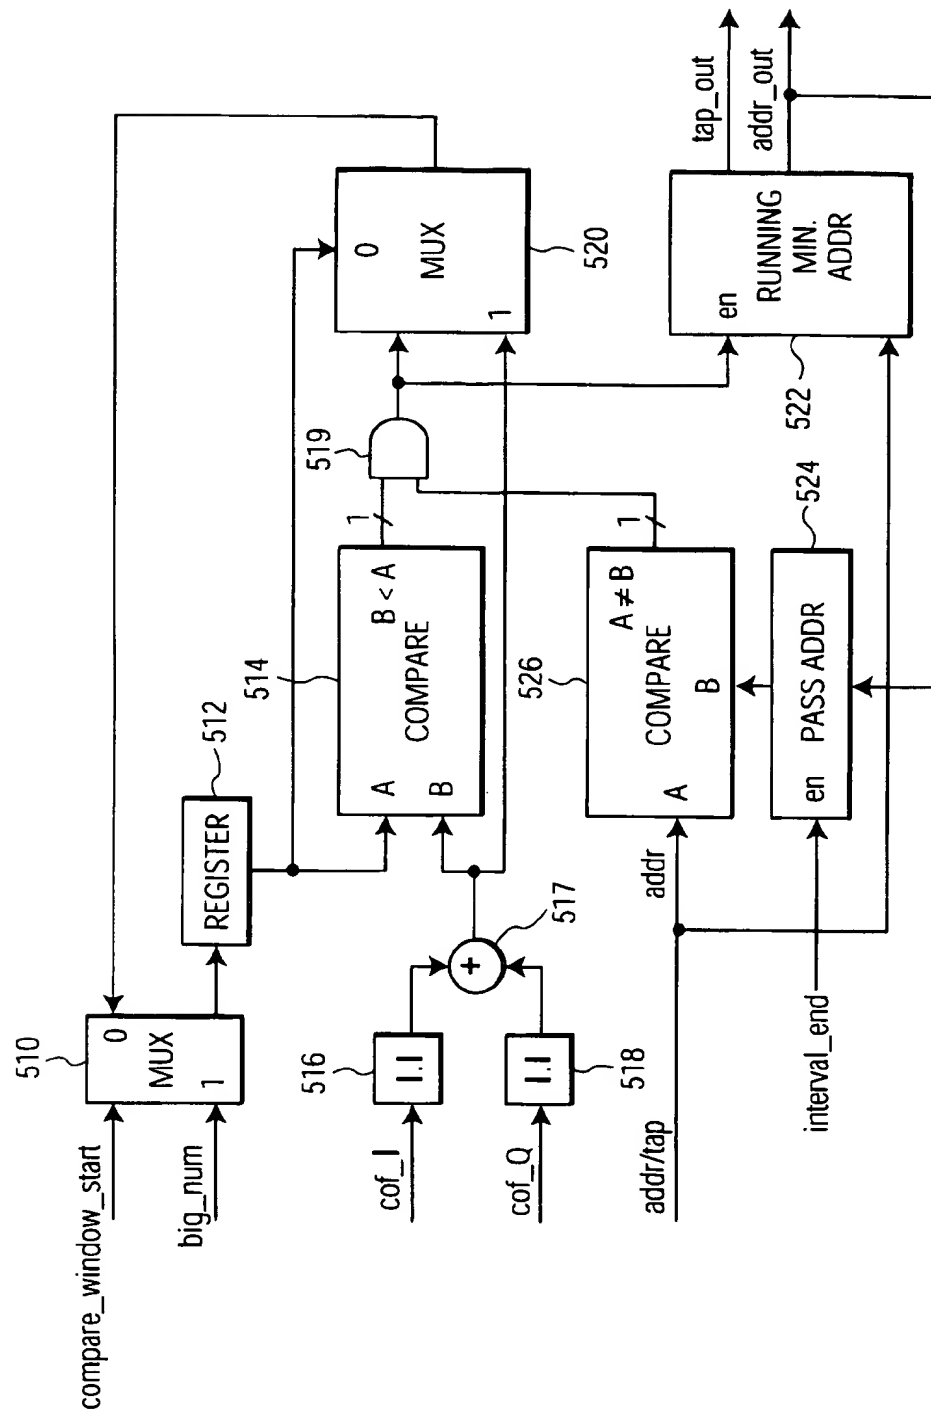 compare_window_start
big_num
510
0
MUX
1
REGISTER
512
cof_I
516
|.|
cof_Q
518
|.|
+
517
514
A
B
B < A
COMPARE
1
519
0
MUX
1
520
addr/tap
addr
526
A
A ≠ B
COMPARE
B
1
interval_end
en
PASS ADDR
524
en
RUNNING
MIN.
ADDR
522
tap_out
addr_out